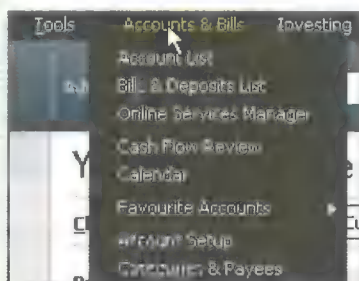 Tools Accounts & Bills Investing
Account List
Bill & Deposits List
Online Services Manager
Cash Flow Review
Calendar
Favourite Accounts
Account Setup
Categories & Payees